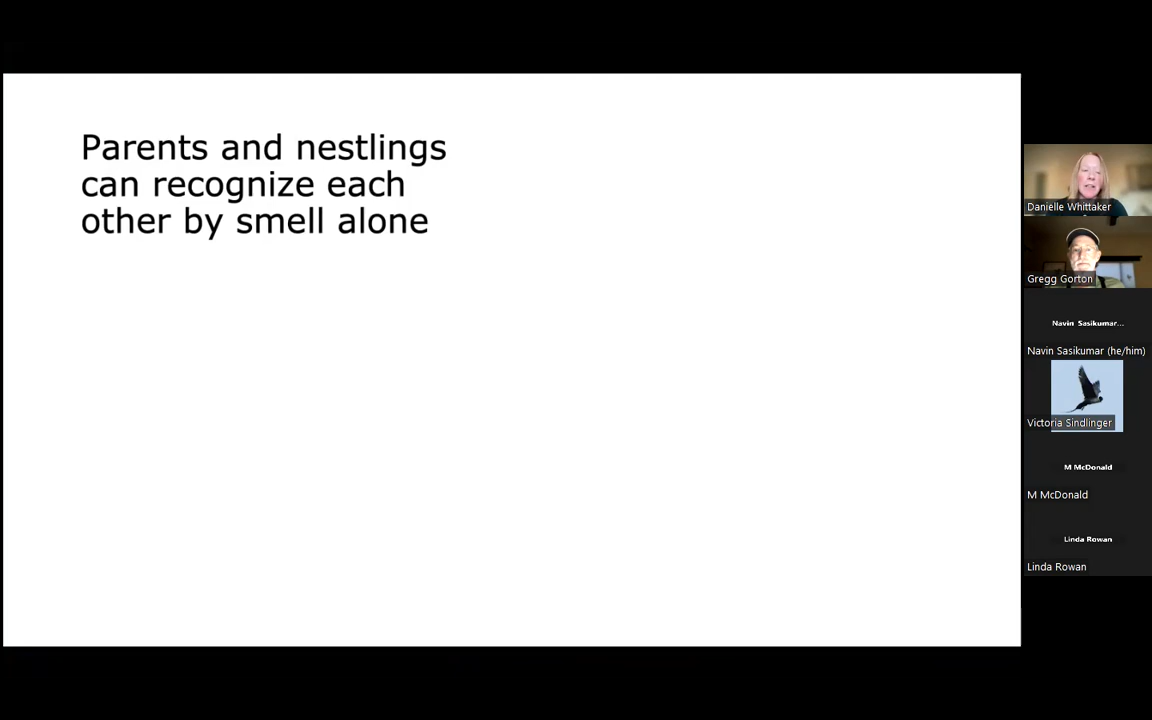 Parents and nestlings
can recognize each
other by smell alone
Danielle Whittaker
Gregg Gorton
Navin Sasikumar...
Navin Sasikumar (he/him)
Victoria Sindlinger
M McDonald
M McDonald
Linda Rowan
Linda Rowan